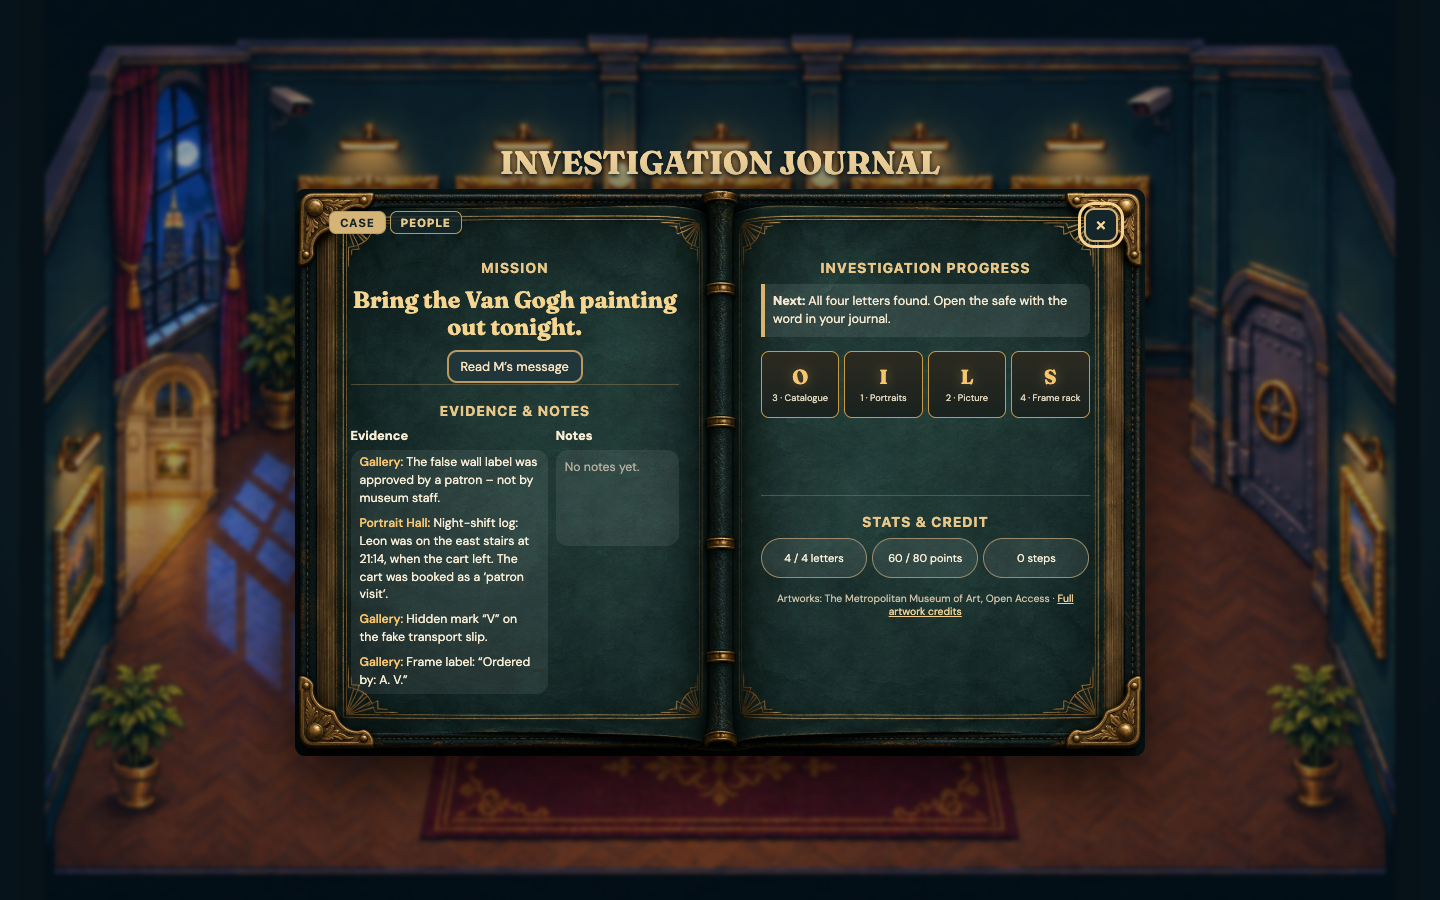 INVESTIGATION JOURNAL
CASE
PEOPLE
×
MISSION
Bring the Van Gogh painting
out tonight.
Read M's message
EVIDENCE & NOTES
Evidence
Gallery: The false wall label was
approved by a patron – not by
museum staff.
Portrait Hall: Night-shift log:
Leon was on the east stairs at
21:14, when the cart left. The
cart was booked as a ‘patron
visit’.
Gallery: Hidden mark “V” on
the fake transport slip.
Gallery: Frame label: “Ordered
by: A. V.”
Notes
No notes yet.
INVESTIGATION PROGRESS
Next: All four letters found. Open the safe with the
word in your journal.
O
3 · Catalogue
I
1 · Portraits
L
2 · Picture
S
4 · Frame rack
STATS & CREDIT
4 / 4 letters
60 / 80 points
0 steps
Artworks: The Metropolitan Museum of Art, Open Access · Full
artwork credits